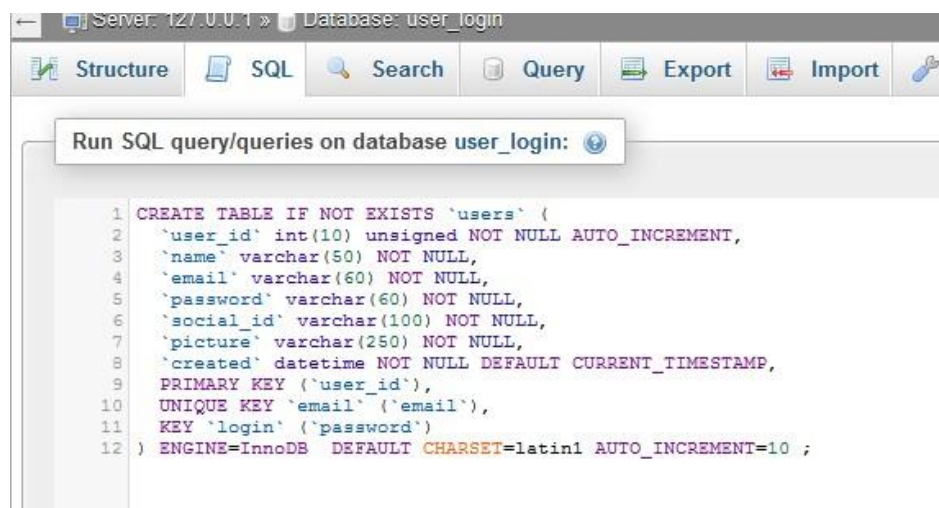 Server: 127.0.0.1 » Database: user_login
Structure SQL Search Query Export Import
Run SQL query/queries on database user_login:
1 CREATE TABLE IF NOT EXISTS `users` (
2 `user_id` int(10) unsigned NOT NULL AUTO_INCREMENT,
3 `name` varchar(50) NOT NULL,
4 `email` varchar(60) NOT NULL,
5 `password` varchar(60) NOT NULL,
6 `social_id` varchar(100) NOT NULL,
7 `picture` varchar(250) NOT NULL,
8 `created` datetime NOT NULL DEFAULT CURRENT_TIMESTAMP,
9 PRIMARY KEY (`user_id`),
10 UNIQUE KEY `email` (`email`),
11 KEY `login` (`password`)
12 ) ENGINE=InnoDB  DEFAULT CHARSET=latin1 AUTO_INCREMENT=10 ;